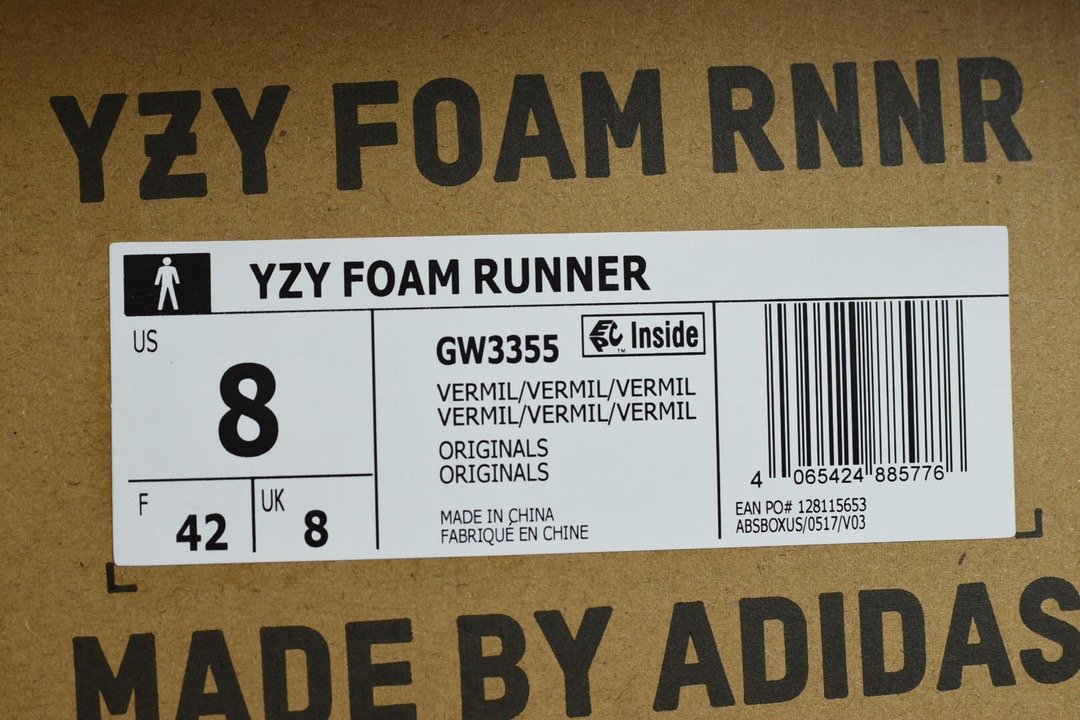 YZY FOAM RNNR
YZY FOAM RUNNER
US
8
F
42
UK
8
GW3355
EPC™ Inside
VERMIL/VERMIL/VERMIL
VERMIL/VERMIL/VERMIL
ORIGINALS
ORIGINALS
MADE IN CHINA
FABRIQUÉ EN CHINE
4 065424 885776
EAN PO# 128115653
ABSBOXUS/0517/V03
MADE BY ADIDAS